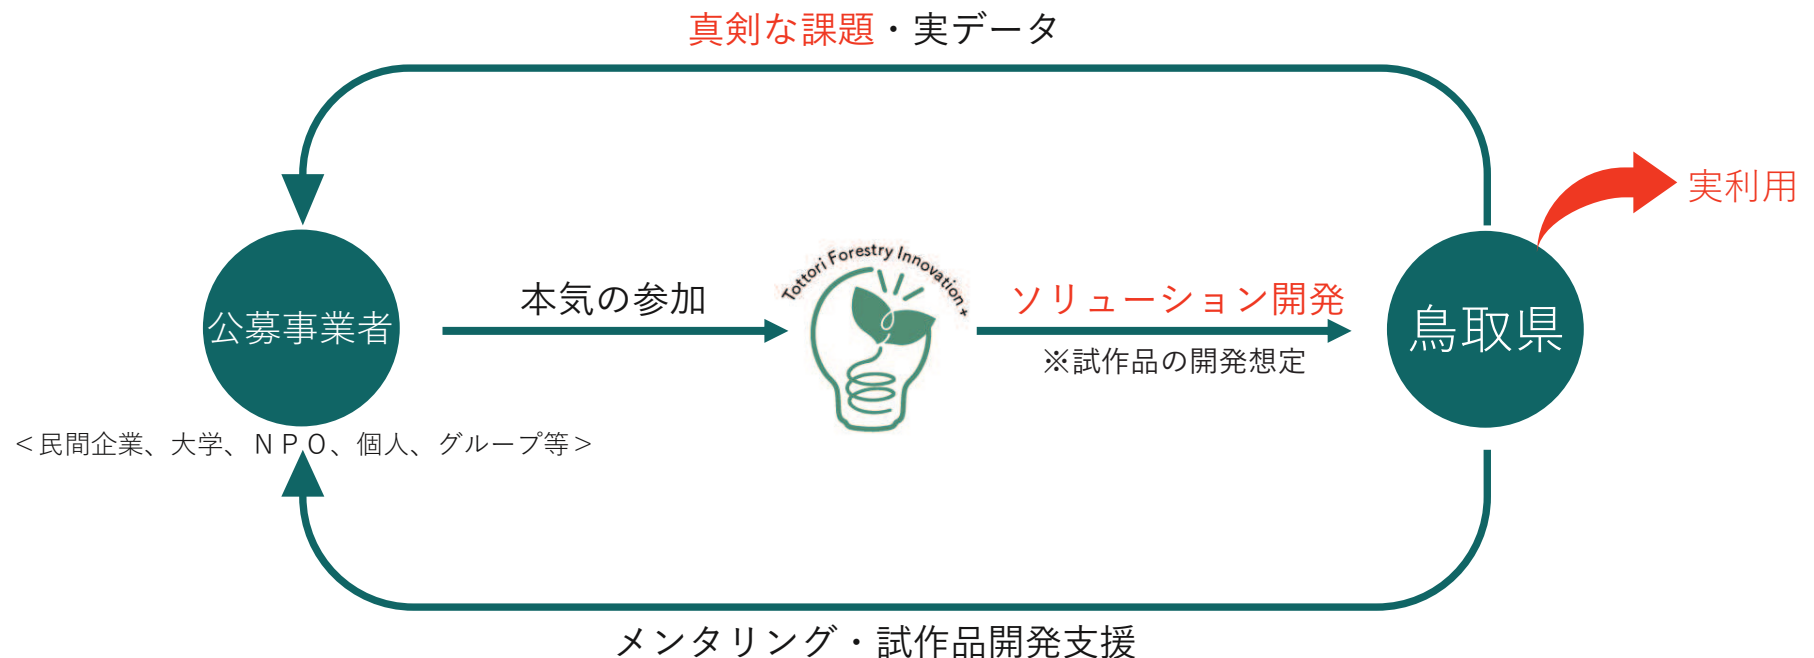 真剣な課題・実データ
実利用
Tottori Forestry Innovation +
本気の参加
ソリューション開発
公募事業者
鳥取県
※試作品の開発想定
＜民間企業、大学、ＮＰＯ、個人、グループ等＞
メンタリング・試作品開発支援